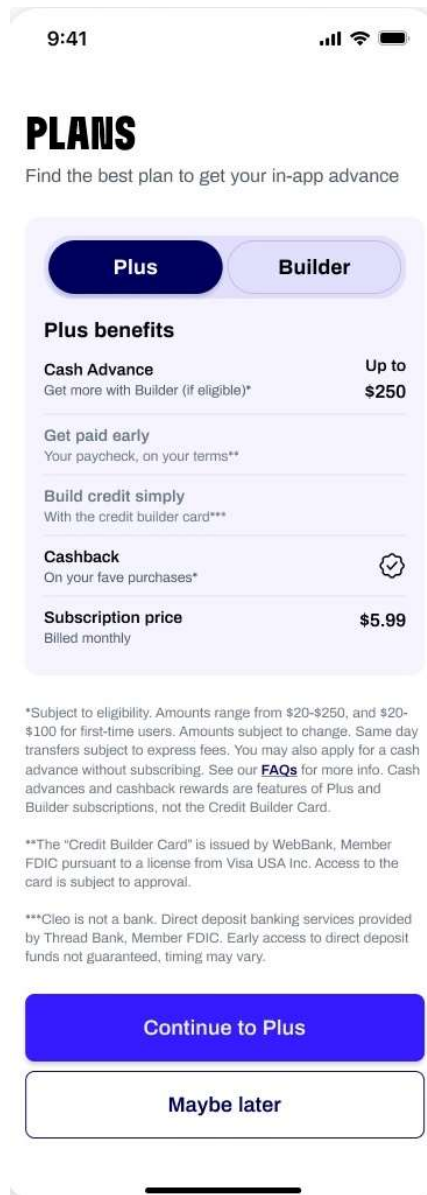 9:41
PLANS
Find the best plan to get your in-app advance
Plus
Builder
Plus benefits
Cash Advance
Get more with Builder (if eligible)*
Up to
$250
Get paid early
Your paycheck, on your terms**
Build credit simply
With the credit builder card***
Cashback
On your fave purchases*
Subscription price
Billed monthly
$5.99
*Subject to eligibility. Amounts range from $20-$250, and $20-
$100 for first-time users. Amounts subject to change. Same day
transfers subject to express fees. You may also apply for a cash
advance without subscribing. See our FAQs for more info. Cash
advances and cashback rewards are features of Plus and
Builder subscriptions, not the Credit Builder Card.
**The “Credit Builder Card” is issued by WebBank, Member
FDIC pursuant to a license from Visa USA Inc. Access to the
card is subject to approval.
***Cleo is not a bank. Direct deposit banking services provided
by Thread Bank, Member FDIC. Early access to direct deposit
funds not guaranteed, timing may vary.
Continue to Plus
Maybe later